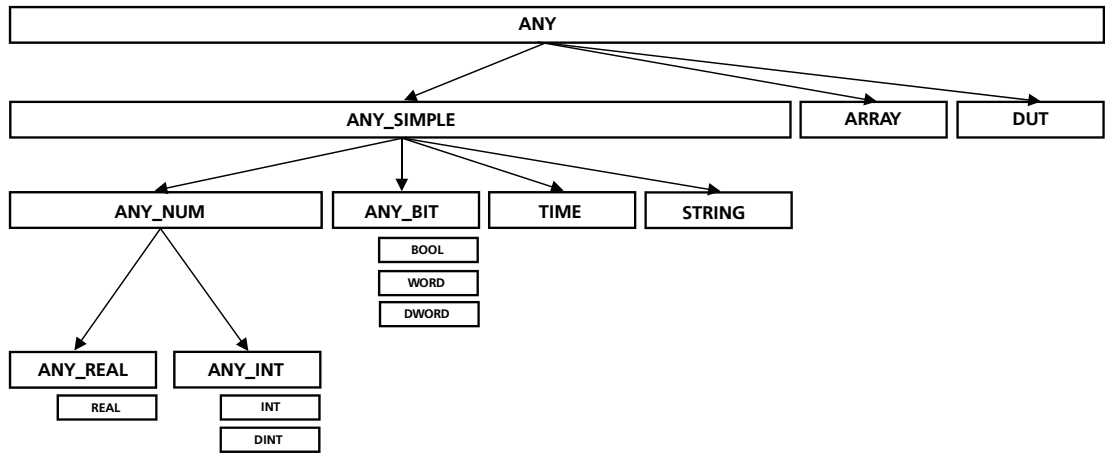 ANY
ANY_SIMPLE
ARRAY
DUT
ANY_NUM
ANY_BIT
TIME
STRING
BOOL
WORD
DWORD
ANY_REAL
ANY_INT
REAL
INT
DINT